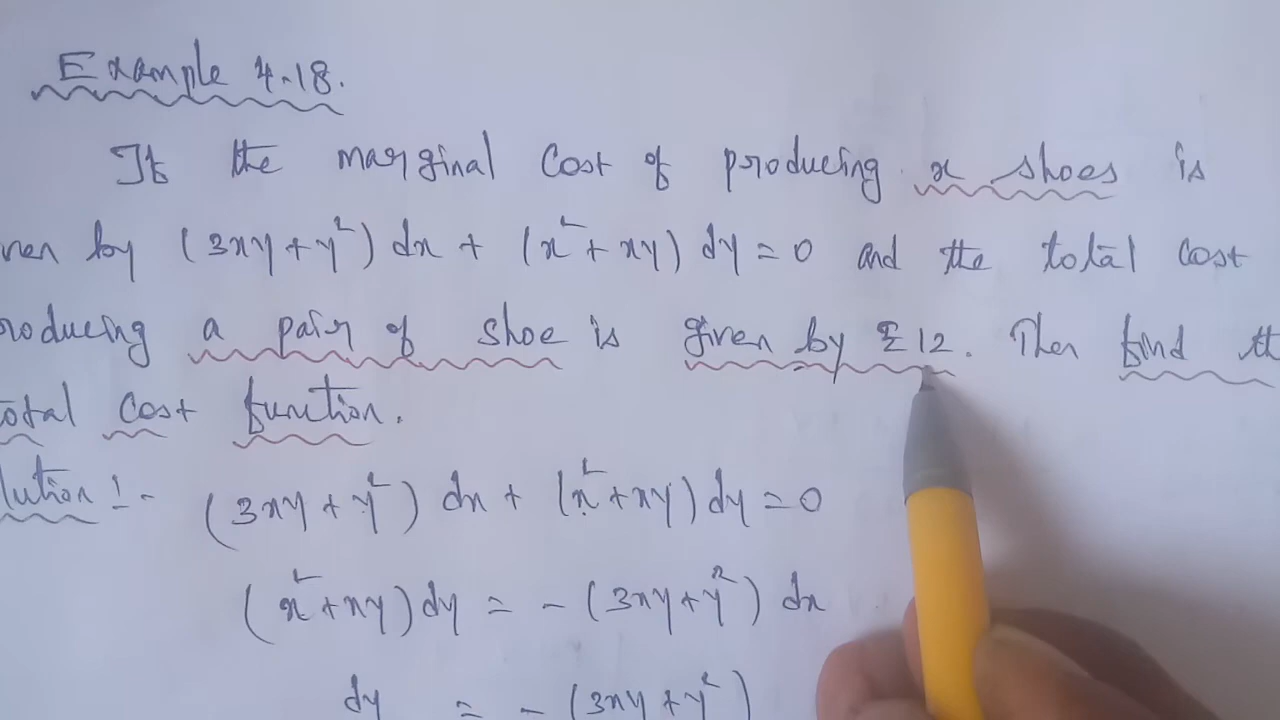 Example 4.18.
If the marginal cost of producing x shoes is
ven by (3xy + y²) dx + (x² + xy) dy = 0 and the total cost
roducing a pair of shoe is given by ₹12. Then find th
otal cost function.
lution :- (3xy + y²) dx + (x² + xy) dy = 0
(x² + xy) dy = - (3xy + y²) dx
dy = - (3xy + y²)